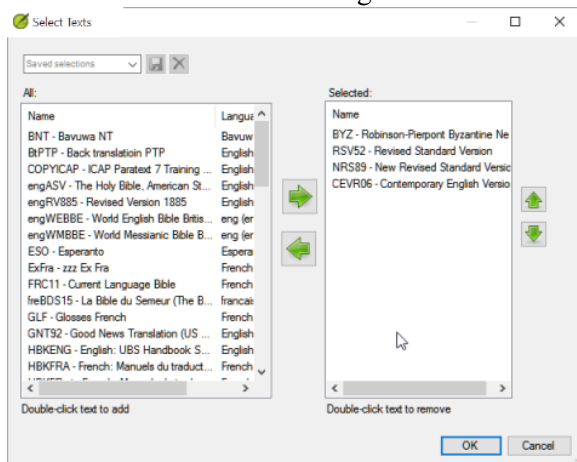 Select Texts
Saved selections
All:
Name Langua
BNT - Bavuwa NT Bavuw
BtPTP - Back translatioin PTP English
COPYICAP - ICAP Paratext 7 Training ... English
engASV - The Holy Bible, American St... English
engRV885 - Revised Version 1885 English
engWEBBE - World English Bible Britis... eng (er
engWMBBE - World Messianic Bible B... eng (er
ESO - Esperanto Espera
ExFra - zzz Ex Fra French
FRC11 - Current Language Bible French
freBDS15 - La Bible du Semeur (The B... francai
GLF - Glosses French French
GNT92 - Good News Translation (US ... English
HBKENG - English: UBS Handbook S... English
HBKFRA - French: Manuels du traduct... French
Double-click text to add
Selected:
Name
BYZ - Robinson-Pierpont Byzantine Ne
RSV52 - Revised Standard Version
NRS89 - New Revised Standard Versic
CEVR06 - Contemporary English Versio
Double-click text to remove
OK Cancel